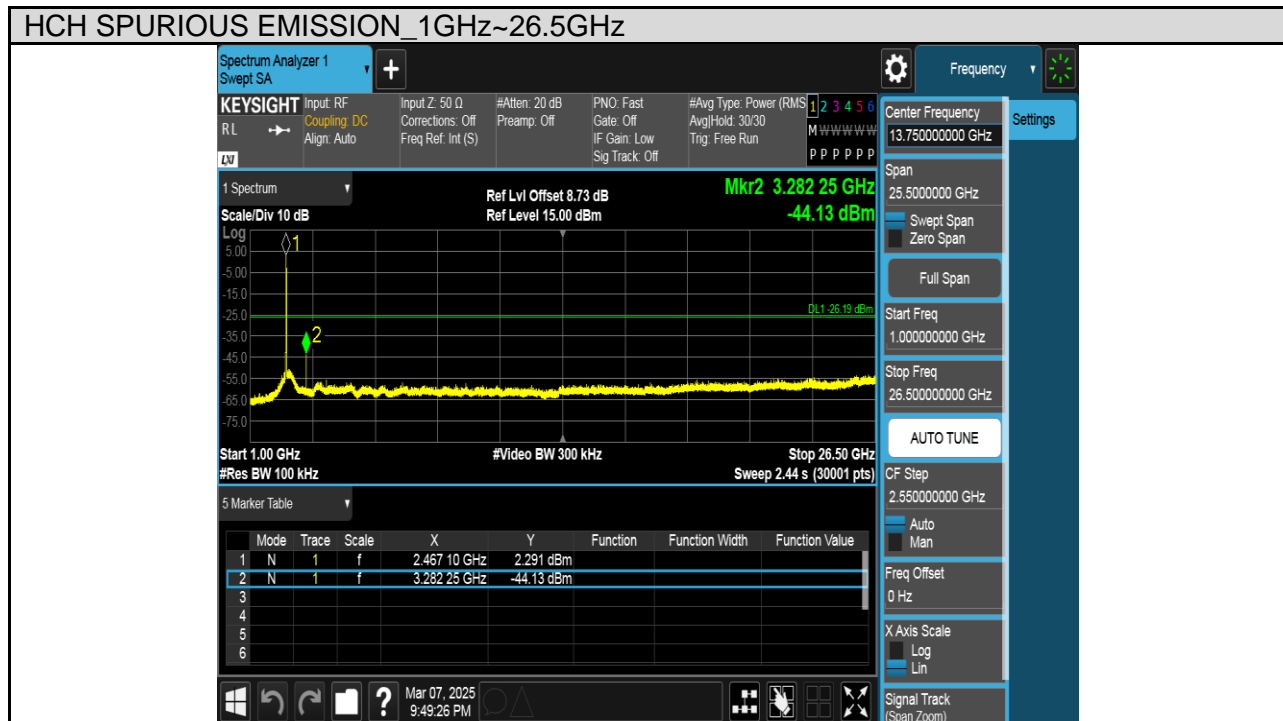 HCH SPURIOUS EMISSION_1GHz~26.5GHz
Spectrum Analyzer 1
Swept SA
+
Frequency
KEYSIGHT
Input: RF
Coupling: DC
Align: Auto
Input Z: 50 Ω
Corrections: Off
Freq Ref: Int (S)
#Atten: 20 dB
Preamp: Off
PNO: Fast
Gate: Off
IF Gain: Low
Sig Track: Off
#Avg Type: Power (RMS
Avg|Hold: 30/30
Trig: Free Run
1 2 3 4 5 6
M W W W W W
P P P P P P
R L
LXI
1 Spectrum
Scale/Div 10 dB
Ref Lvl Offset 8.73 dB
Ref Level 15.00 dBm
Mkr2 3.282 25 GHz
-44.13 dBm
Log
5.00
-5.00
-15.0
-25.0
-35.0
-45.0
-55.0
-65.0
-75.0
1
2
DL1 -26.19 dBm
Start 1.00 GHz
#Video BW 300 kHz
Stop 26.50 GHz
#Res BW 100 kHz
Sweep 2.44 s (30001 pts)
5 Marker Table
Mode Trace Scale X Y Function Function Width Function Value
1 N 1 f 2.467 10 GHz 2.291 dBm
2 N 1 f 3.282 25 GHz -44.13 dBm
3
4
5
6
?
Mar 07, 2025
9:49:26 PM
Center Frequency
13.750000000 GHz
Settings
Span
25.5000000 GHz
Swept Span
Zero Span
Full Span
Start Freq
1.000000000 GHz
Stop Freq
26.500000000 GHz
AUTO TUNE
CF Step
2.550000000 GHz
Auto
Man
Freq Offset
0 Hz
X Axis Scale
Log
Lin
Signal Track
(Span Zoom)